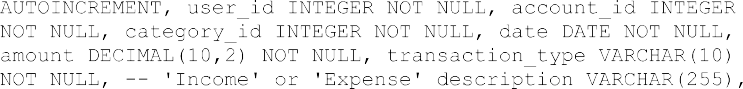 AUTOINCREMENT, user_id INTEGER NOT NULL, account_id INTEGER
NOT NULL, category_id INTEGER NOT NULL, date DATE NOT NULL,
amount DECIMAL(10,2) NOT NULL, transaction_type VARCHAR(10)
NOT NULL, -- 'Income' or 'Expense' description VARCHAR(255),